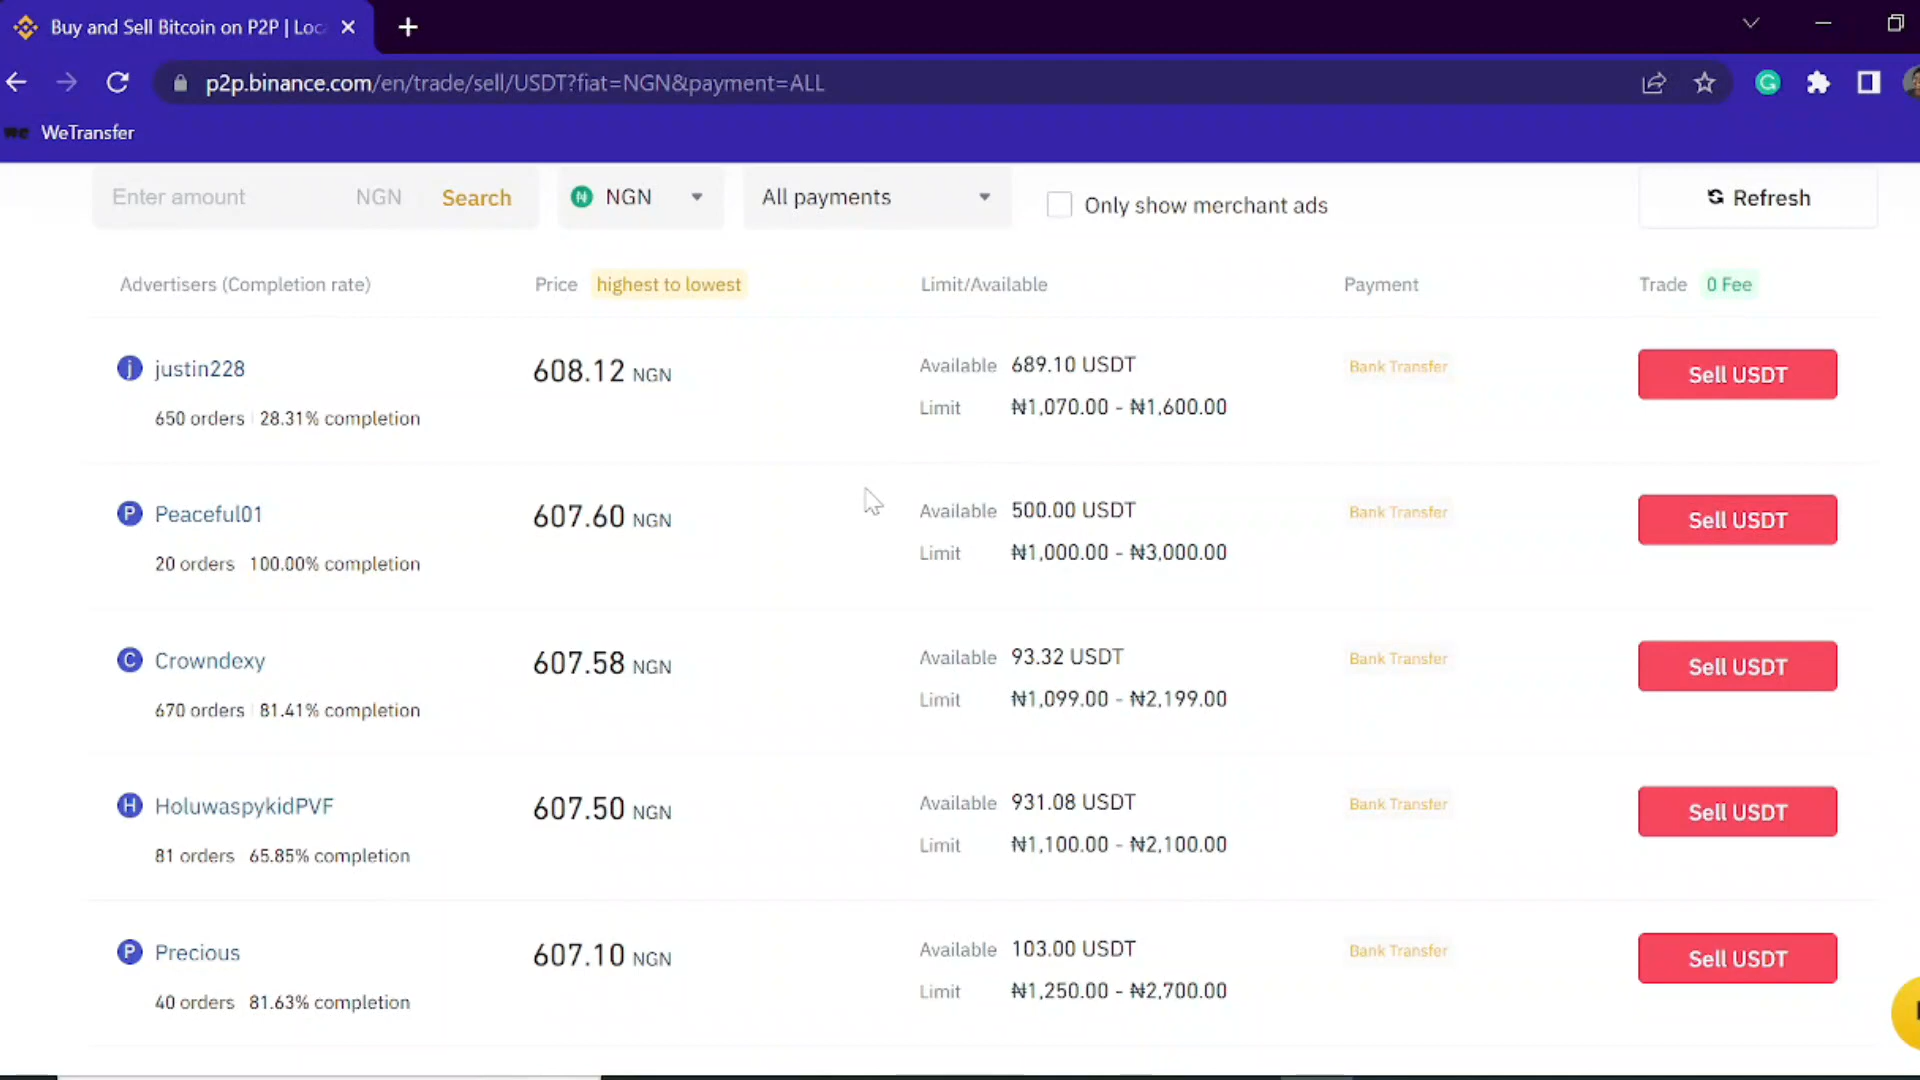 Buy and Sell Bitcoin on P2P | Loc
p2p.binance.com/en/trade/sell/USDT?fiat=NGN&payment=ALL
we WeTransfer
Enter amount NGN Search NGN All payments Only show merchant ads Refresh
Advertisers (Completion rate) Price highest to lowest Limit/Available Payment Trade 0 Fee
j justin228 608.12 NGN Available 689.10 USDT Bank Transfer Sell USDT
650 orders 28.31% completion Limit ₦1,070.00 - ₦1,600.00
P Peaceful01 607.60 NGN Available 500.00 USDT Bank Transfer Sell USDT
20 orders 100.00% completion Limit ₦1,000.00 - ₦3,000.00
C Crowndexy 607.58 NGN Available 93.32 USDT Bank Transfer Sell USDT
670 orders 81.41% completion Limit ₦1,099.00 - ₦2,199.00
H HoluwaspykidPVF 607.50 NGN Available 931.08 USDT Bank Transfer Sell USDT
81 orders 65.85% completion Limit ₦1,100.00 - ₦2,100.00
P Precious 607.10 NGN Available 103.00 USDT Bank Transfer Sell USDT
40 orders 81.63% completion Limit ₦1,250.00 - ₦2,700.00